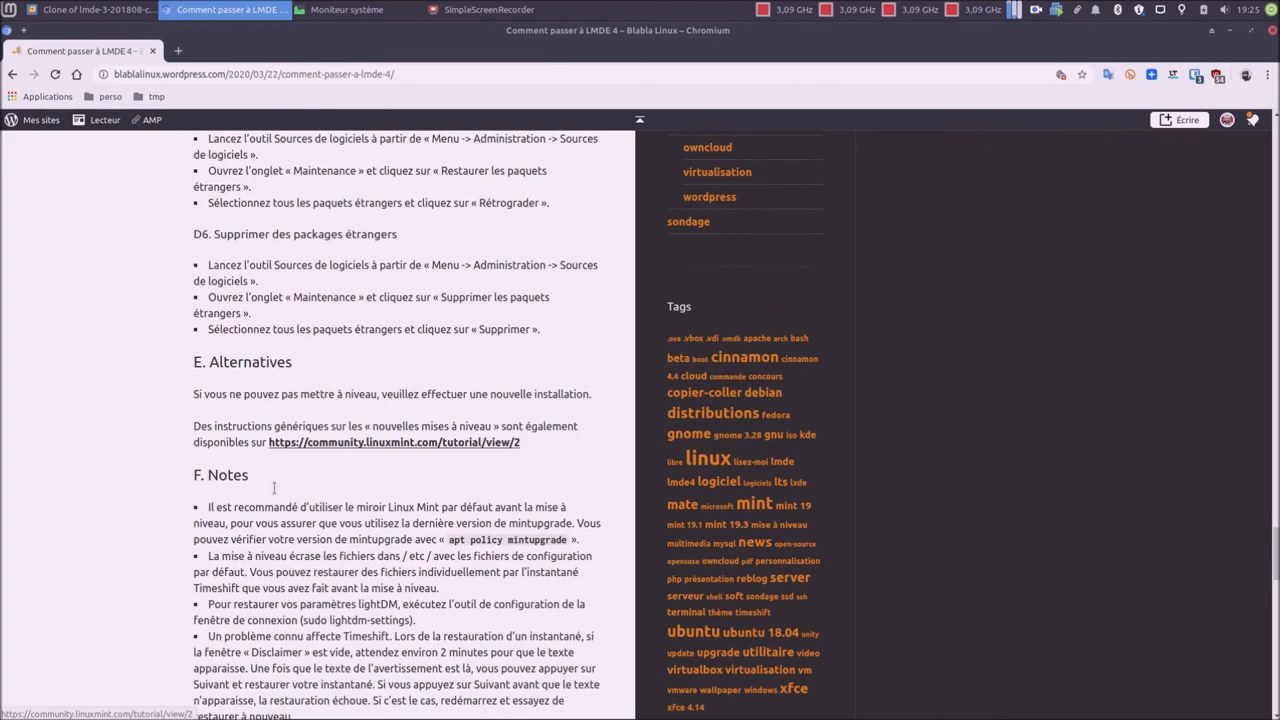 Clone of lmde-3-201808-c...
Comment passer à LMDE ...
Moniteur système
SimpleScreenRecorder
3,09 GHz
3,09 GHz
3,09 GHz
3,09 GHz
19:25
Comment passer à LMDE 4 – Blabla Linux – Chromium
Comment passer à LMDE 4 – B
blablalinux.wordpress.com/2020/03/22/comment-passer-a-lmde-4/
Applications
perso
tmp
Mes sites
Lecteur
AMP
Écrire
▪ Lancez l'outil Sources de logiciels à partir de « Menu -> Administration -> Sources
de logiciels ».
▪ Ouvrez l'onglet « Maintenance » et cliquez sur « Restaurer les paquets
étrangers ».
▪ Sélectionnez tous les paquets étrangers et cliquez sur « Rétrograder ».
D6. Supprimer des packages étrangers
▪ Lancez l'outil Sources de logiciels à partir de « Menu -> Administration -> Sources
de logiciels ».
▪ Ouvrez l'onglet « Maintenance » et cliquez sur « Supprimer les paquets
étrangers ».
▪ Sélectionnez tous les paquets étrangers et cliquez sur « Supprimer ».
E. Alternatives
Si vous ne pouvez pas mettre à niveau, veuillez effectuer une nouvelle installation.
Des instructions génériques sur les « nouvelles mises à niveau » sont également
disponibles sur https://community.linuxmint.com/tutorial/view/2
F. Notes
▪ Il est recommandé d'utiliser le miroir Linux Mint par défaut avant la mise à
niveau, pour vous assurer que vous utilisez la dernière version de mintupgrade. Vous
pouvez vérifier votre version de mintupgrade avec « apt policy mintupgrade ».
▪ La mise à niveau écrase les fichiers dans / etc / avec les fichiers de configuration
par défaut. Vous pouvez restaurer des fichiers individuellement par l'instantané
Timeshift que vous avez fait avant la mise à niveau.
▪ Pour restaurer vos paramètres lightDM, exécutez l'outil de configuration de la
fenêtre de connexion (sudo lightdm-settings).
▪ Un problème connu affecte Timeshift. Lors de la restauration d'un instantané, si
la fenêtre « Disclaimer » est vide, attendez environ 2 minutes pour que le texte
apparaisse. Une fois que le texte de l'avertissement est là, vous pouvez appuyer sur
Suivant et restaurer votre instantané. Si vous appuyez sur Suivant avant que le texte
n'apparaisse, la restauration échoue. Si c'est le cas, redémarrez et essayez de
restaurer à nouveau
https://community.linuxmint.com/tutorial/view/2
owncloud
virtualisation
wordpress
sondage
Tags
.ova .vbox .vdi .vmdk apache arch bash
beta boot cinnamon cinnamon
4.4 cloud commande concours
copier-coller debian
distributions fedora
gnome gnome 3.28 gnu iso kde
libre linux lisez-moi lmde
lmde4 logiciel logiciels lts lxde
mate microsoft mint mint 19
mint 19.1 mint 19.3 mise à niveau
multimedia mysql news open-source
opensuse owncloud pdf personnalisation
php présentation reblog server
serveur shell soft sondage ssd ssh
terminal thème timeshift
ubuntu ubuntu 18.04 unity
update upgrade utilitaire video
virtualbox virtualisation vm
vmware wallpaper windows xfce
xfce 4.14